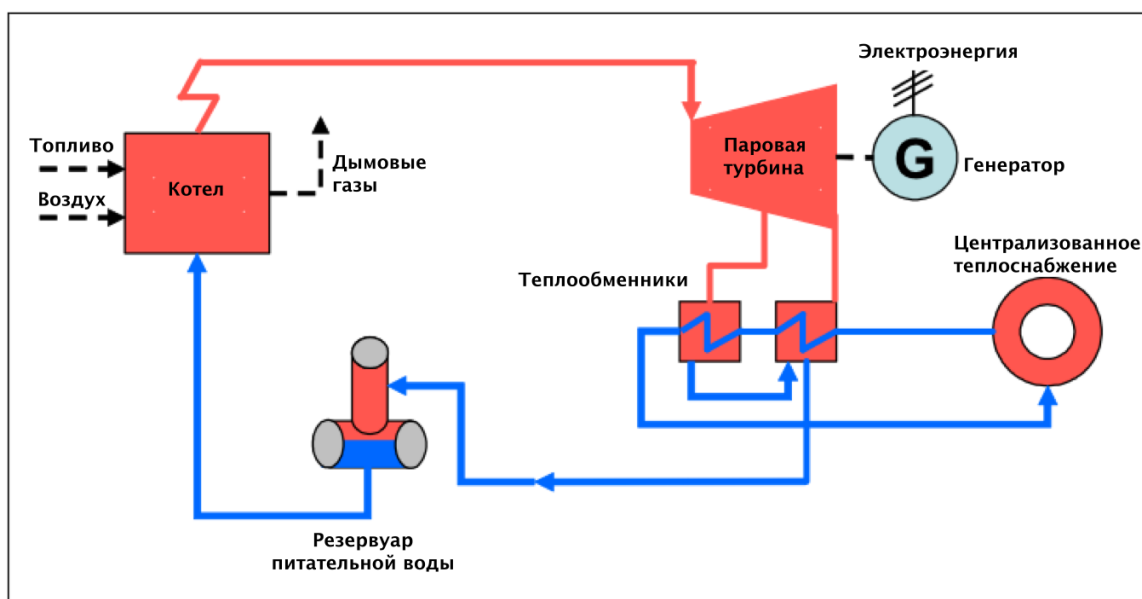 Электроэнергия
Топливо
Воздух
Котел
Дымовые
газы
Паровая
турбина
G
Генератор
Централизованное
теплоснабжение
Теплообменники
Резервуар
питательной воды